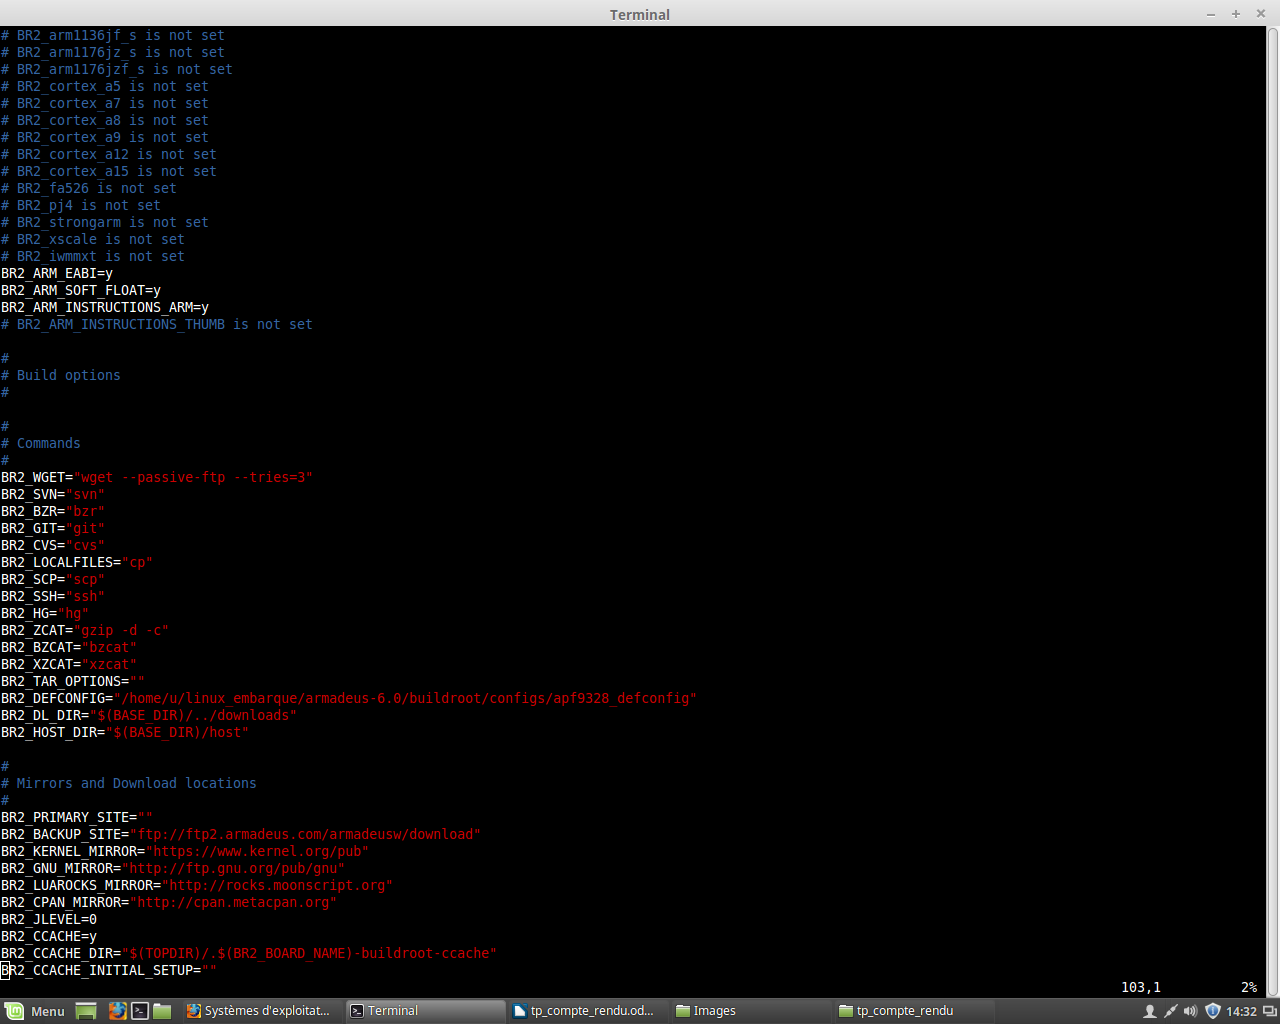 Terminal
# BR2_arm1136jf_s is not set
# BR2_arm1176jz_s is not set
# BR2_arm1176jzf_s is not set
# BR2_cortex_a5 is not set
# BR2_cortex_a7 is not set
# BR2_cortex_a8 is not set
# BR2_cortex_a9 is not set
# BR2_cortex_a12 is not set
# BR2_cortex_a15 is not set
# BR2_fa526 is not set
# BR2_pj4 is not set
# BR2_strongarm is not set
# BR2_xscale is not set
# BR2_iwmmxt is not set
BR2_ARM_EABI=y
BR2_ARM_SOFT_FLOAT=y
BR2_ARM_INSTRUCTIONS_ARM=y
# BR2_ARM_INSTRUCTIONS_THUMB is not set
#
# Build options
#
#
# Commands
#
BR2_WGET="wget --passive-ftp --tries=3"
BR2_SVN="svn"
BR2_BZR="bzr"
BR2_GIT="git"
BR2_CVS="cvs"
BR2_LOCALFILES="cp"
BR2_SCP="scp"
BR2_SSH="ssh"
BR2_HG="hg"
BR2_ZCAT="gzip -d -c"
BR2_BZCAT="bzcat"
BR2_XZCAT="xzcat"
BR2_TAR_OPTIONS=""
BR2_DEFCONFIG="/home/u/linux_embarque/armadeus-6.0/buildroot/configs/apf9328_defconfig"
BR2_DL_DIR="$(BASE_DIR)/../downloads"
BR2_HOST_DIR="$(BASE_DIR)/host"
#
# Mirrors and Download locations
#
BR2_PRIMARY_SITE=""
BR2_BACKUP_SITE="ftp://ftp2.armadeus.com/armadeusw/download"
BR2_KERNEL_MIRROR="https://www.kernel.org/pub"
BR2_GNU_MIRROR="http://ftp.gnu.org/pub/gnu"
BR2_LUAROCKS_MIRROR="http://rocks.moonscript.org"
BR2_CPAN_MIRROR="http://cpan.metacpan.org"
BR2_JLEVEL=0
BR2_CCACHE=y
BR2_CCACHE_DIR="$(TOPDIR)/.$(BR2_BOARD_NAME)-buildroot-ccache"
BR2_CCACHE_INITIAL_SETUP=""
103,1 2%
Menu Systèmes d'exploitat... Terminal tp_compte_rendu.od... Images tp_compte_rendu 14:32